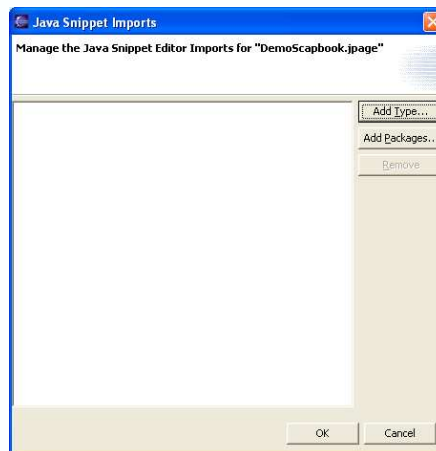 Java Snippet Imports
Manage the Java Snippet Editor Imports for "DemoScapbook.jpage"
Add Type...
Add Packages..
Remove
OK
Cancel